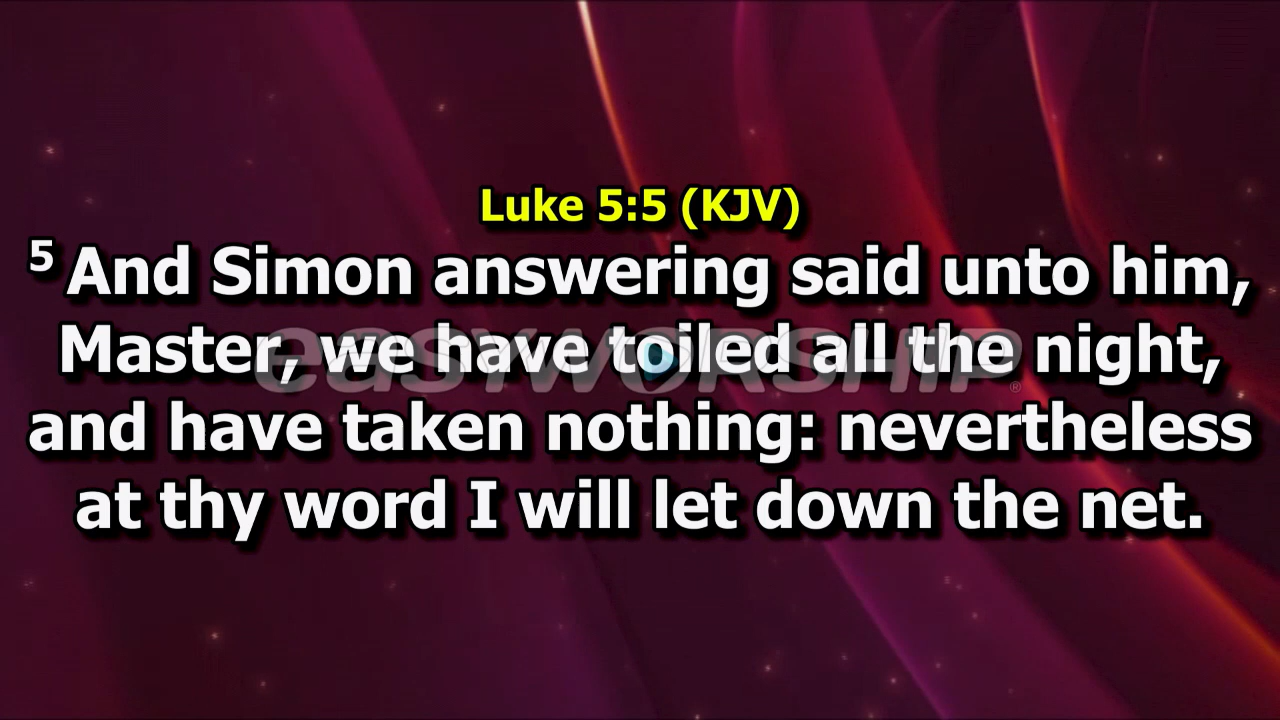 Luke 5:5 (KJV)
5 And Simon answering said unto him,
Master, we have toiled all the night,
and have taken nothing: nevertheless
at thy word I will let down the net.
easyworship®